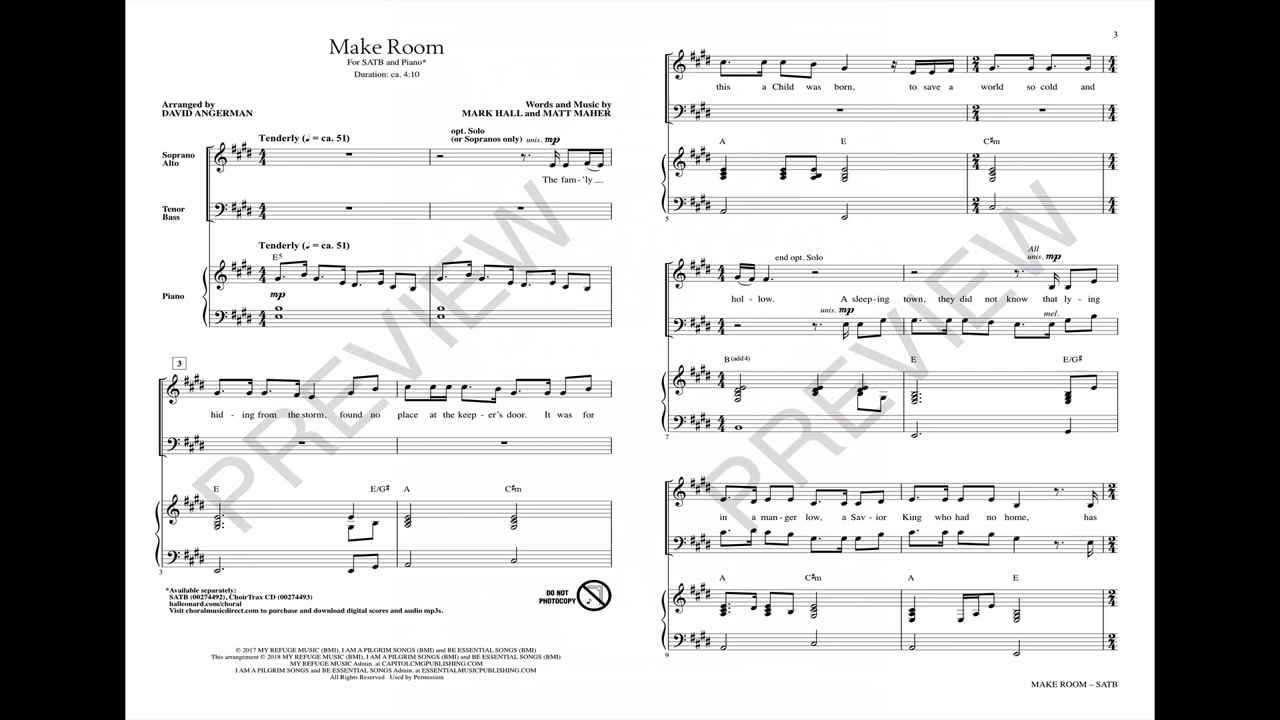 Make Room
For SATB and Piano*
Duration: ca. 4:10
Arranged by
DAVID ANGERMAN
Words and Music by
MARK HALL and MATT MAHER
Tenderly (♩ = ca. 51)
opt. Solo
(or Sopranos only) unis. mp
Soprano
Alto
The fam - 'ly
Tenor
Bass
Tenderly (♩ = ca. 51)
E5
Piano
mp
PREVIEW
3
hid - ing from the storm, found no place at the keep - er's door. It was for
E E/G♯ A C♯m
3
*Available separately:
SATB (00274492), ChoirTrax CD (00274493)
halleonard.com/choral
Visit choralmusicdirect.com to purchase and download digital scores and audio mp3s.
DO NOT
PHOTOCOPY
© 2017 MY REFUGE MUSIC (BMI), I AM A PILGRIM SONGS (BMI) and BE ESSENTIAL SONGS (BMI)
This arrangement © 2018 MY REFUGE MUSIC (BMI), I AM A PILGRIM SONGS (BMI) and BE ESSENTIAL SONGS (BMI)
MY REFUGE MUSIC Admin. at CAPITOLCMGPUBLISHING.COM
I AM A PILGRIM SONGS and BE ESSENTIAL SONGS Admin. at ESSENTIALMUSICPUBLISHING.COM
All Rights Reserved Used by Permission
3
this a Child was born, to save a world so cold and
A E C♯m
5
PREVIEW
All
end opt. Solo unis. mp
hol - low. A sleep - ing town, they did not know that ly - ing
unis. mp mel.
B(add4) E E/G♯
7
in a man - ger low, a Sav - ior King who had no home, has
A C♯m A E
9
MAKE ROOM – SATB